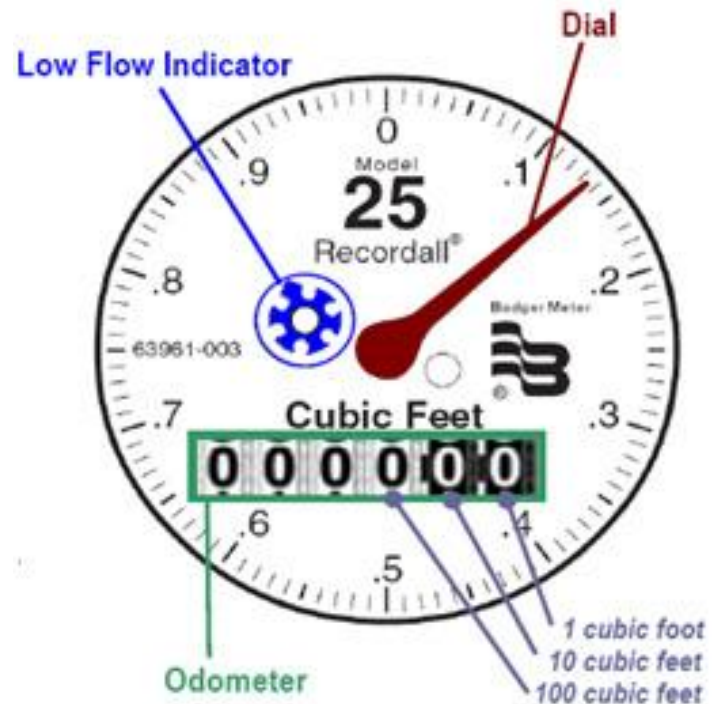 Dial
Low Flow Indicator
0
.9
.1
Model
25
Recordall®
.8
.2
Badger Meter
63961-003
®
.7
.3
Cubic Feet
0 0 0 0 0 0
.6
.4
.5
1 cubic foot
10 cubic feet
100 cubic feet
Odometer